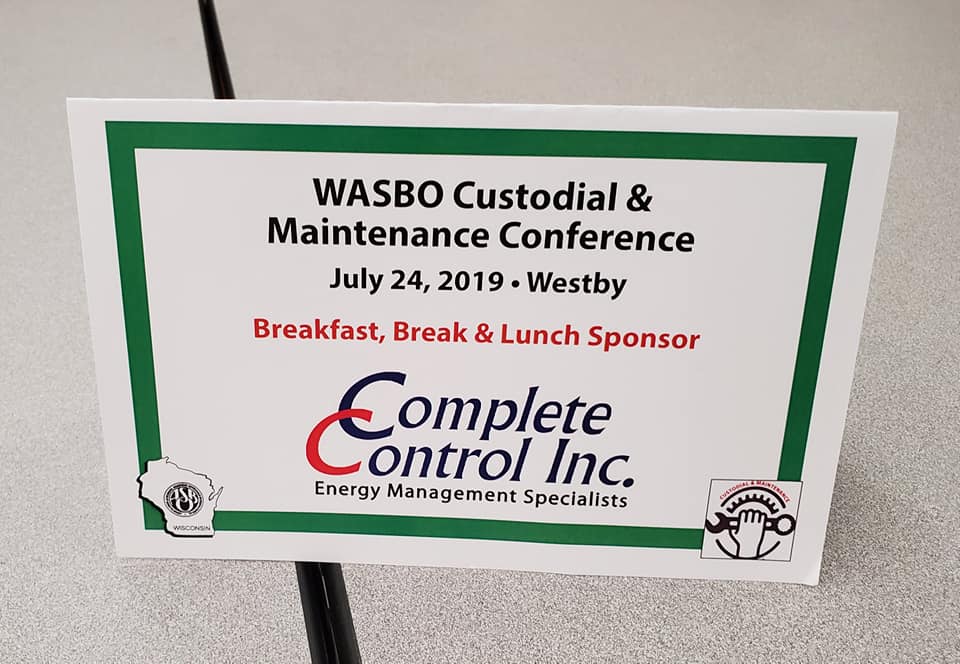 WASBO Custodial &
Maintenance Conference
July 24, 2019 • Westby
Breakfast, Break & Lunch Sponsor
Complete
Control Inc.
Energy Management Specialists
WISCONSIN
CUSTODIAL & MAINTENANCE